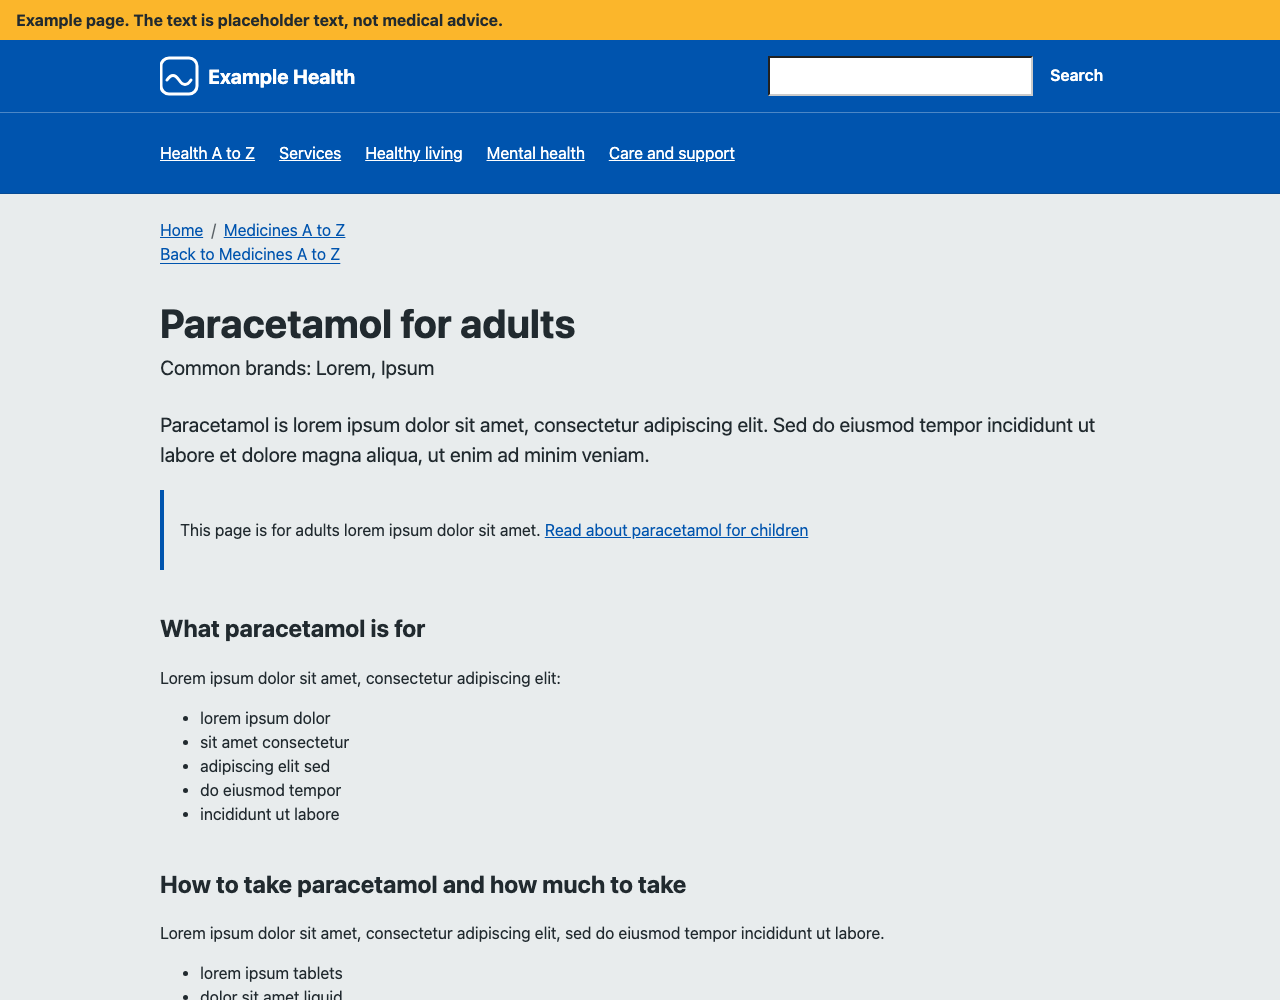 Example page. The text is placeholder text, not medical advice.
Example Health
Search
Health A to Z Services Healthy living Mental health Care and support
Home / Medicines A to Z
Back to Medicines A to Z
Paracetamol for adults
Common brands: Lorem, Ipsum
Paracetamol is lorem ipsum dolor sit amet, consectetur adipiscing elit. Sed do eiusmod tempor incididunt ut
labore et dolore magna aliqua, ut enim ad minim veniam.
This page is for adults lorem ipsum dolor sit amet. Read about paracetamol for children
What paracetamol is for
Lorem ipsum dolor sit amet, consectetur adipiscing elit:
• lorem ipsum dolor
• sit amet consectetur
• adipiscing elit sed
• do eiusmod tempor
• incididunt ut labore
How to take paracetamol and how much to take
Lorem ipsum dolor sit amet, consectetur adipiscing elit, sed do eiusmod tempor incididunt ut labore.
• lorem ipsum tablets
• dolor sit amet liquid